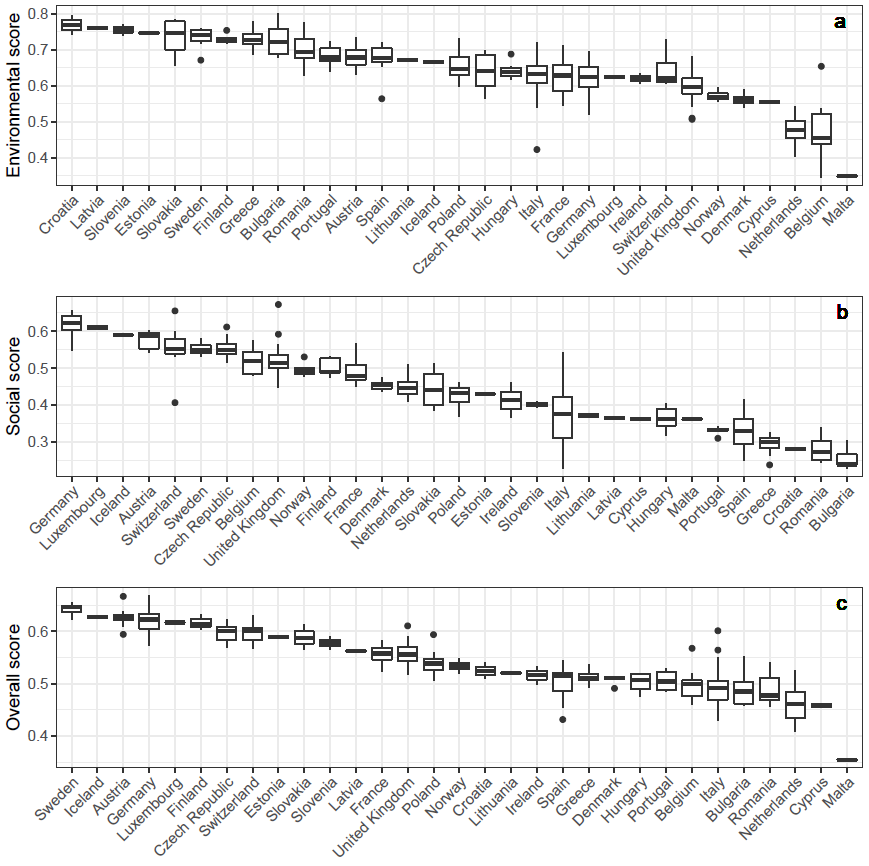 Environmental score
0.8
0.7
0.6
0.5
0.4
a
Croatia
Latvia
Slovenia
Estonia
Slovakia
Sweden
Finland
Greece
Bulgaria
Romania
Portugal
Austria
Spain
Lithuania
Iceland
Poland
Czech Republic
Hungary
Italy
France
Germany
Luxembourg
Ireland
Switzerland
United Kingdom
Norway
Denmark
Cyprus
Netherlands
Belgium
Malta
Social score
0.6
0.5
0.4
0.3
b
Germany
Luxembourg
Iceland
Austria
Switzerland
Sweden
Czech Republic
Belgium
United Kingdom
Norway
Finland
France
Denmark
Netherlands
Slovakia
Poland
Estonia
Ireland
Slovenia
Italy
Lithuania
Latvia
Cyprus
Hungary
Malta
Portugal
Spain
Greece
Croatia
Romania
Bulgaria
Overall score
0.6
0.5
0.4
c
Sweden
Iceland
Austria
Germany
Luxembourg
Finland
Czech Republic
Switzerland
Estonia
Slovakia
Slovenia
Latvia
France
United Kingdom
Poland
Norway
Croatia
Lithuania
Ireland
Spain
Greece
Denmark
Hungary
Portugal
Belgium
Italy
Bulgaria
Romania
Netherlands
Cyprus
Malta